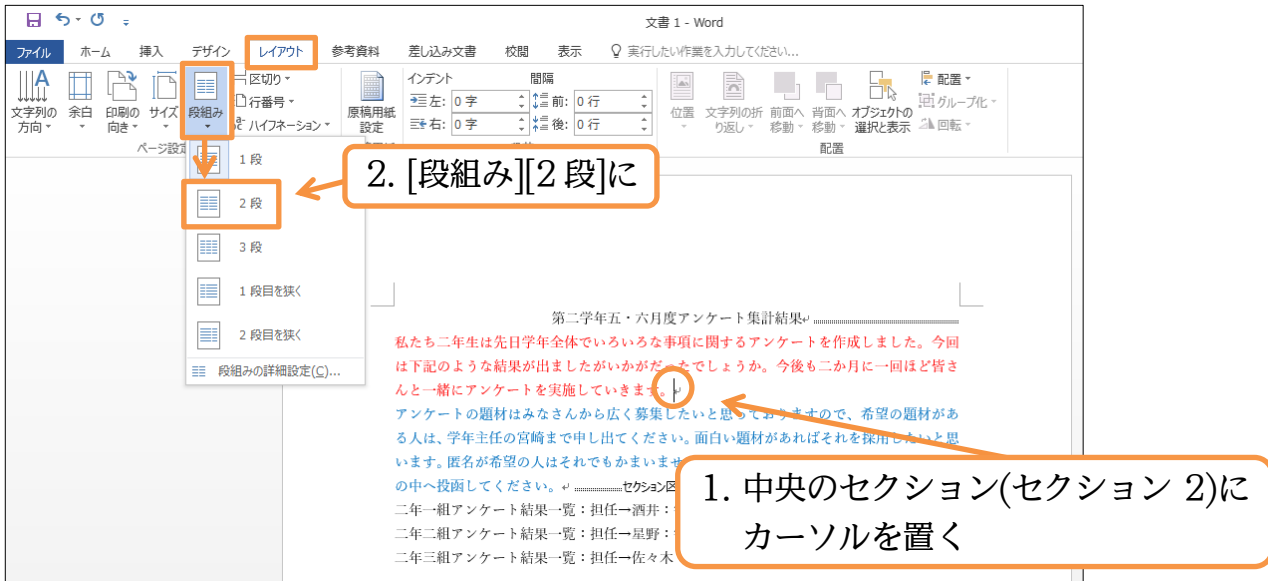 文書 1 - Word
ファイル ホーム 挿入 デザイン レイアウト 参考資料 差し込み文書 校閲 表示 実行したい作業を入力してください...
文字列の方向 余白 印刷の向き サイズ 段組み
区切り
行番号
ハイフネーション
原稿用紙設定
インデント 間隔
左: 0 字 前: 0 行
右: 0 字 後: 0 行
位置 文字列の折り返し 前面へ移動 背面へ移動 オブジェクトの選択と表示
配置
グループ化
回転
ページ設定
配置
1 段
2 段
3 段
1 段目を狭く
2 段目を狭く
段組みの詳細設定(C)...
2. [段組み][2 段]に
第二学年五・六月度アンケート集計結果
私たち二年生は先日学年全体でいろいろな事項に関するアンケートを作成しました。今回
は下記のような結果が出ましたがいかがだったでしょうか。今後も二か月に一回ほど皆さ
んと一緒にアンケートを実施していきます。
アンケートの題材はみなさんから広く募集したいと思っておりますので、希望の題材があ
る人は、学年主任の宮崎まで申し出てください。面白い題材があればそれを採用したいと思
います。匿名が希望の人はそれでもかまいませ
の中へ投函してください。 セクション区
二年一組アンケート結果一覧：担任→酒井：
二年二組アンケート結果一覧：担任→星野：
二年三組アンケート結果一覧：担任→佐々木
1. 中央のセクション(セクション 2)に
カーソルを置く